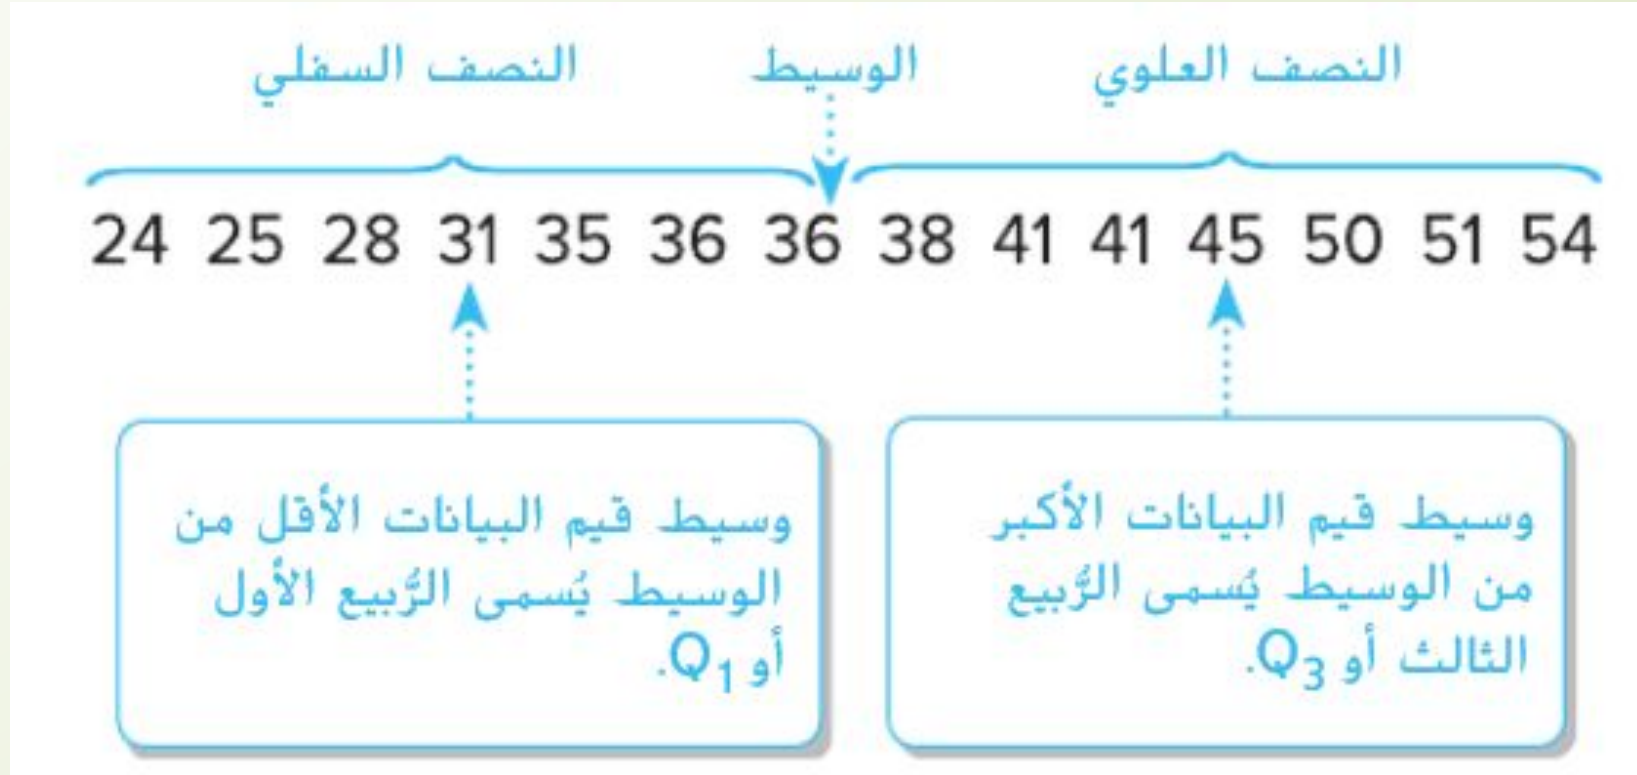 النصف السفلي
الوسيط
النصف العلوي
24 25 28 31 35 36 36 38 41 41 45 50 51 54
وسيط قيم البيانات الأقل من
الوسيط يُسمى الرُّبيع الأول
أو Q₁.
وسيط قيم البيانات الأكبر
من الوسيط يُسمى الرُّبيع
الثالث أو Q₃.